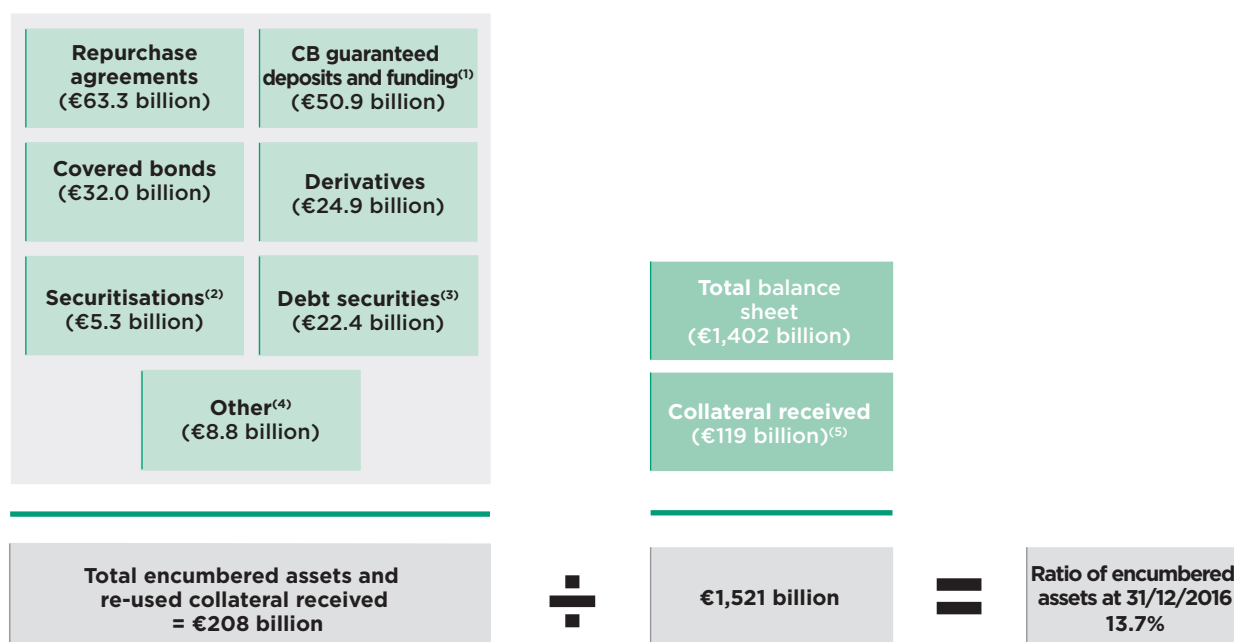 Repurchase
agreements
(€63.3 billion)
CB guaranteed
deposits and funding(1)
(€50.9 billion)
Covered bonds
(€32.0 billion)
Derivatives
(€24.9 billion)
Securitisations(2)
(€5.3 billion)
Debt securities(3)
(€22.4 billion)
Other(4)
(€8.8 billion)
Total balance
sheet
(€1,402 billion)
Collateral received
(€119 billion)(5)
Total encumbered assets and
re-used collateral received
= €208 billion
÷
€1,521 billion
=
Ratio of encumbered
assets at 31/12/2016
13.7%